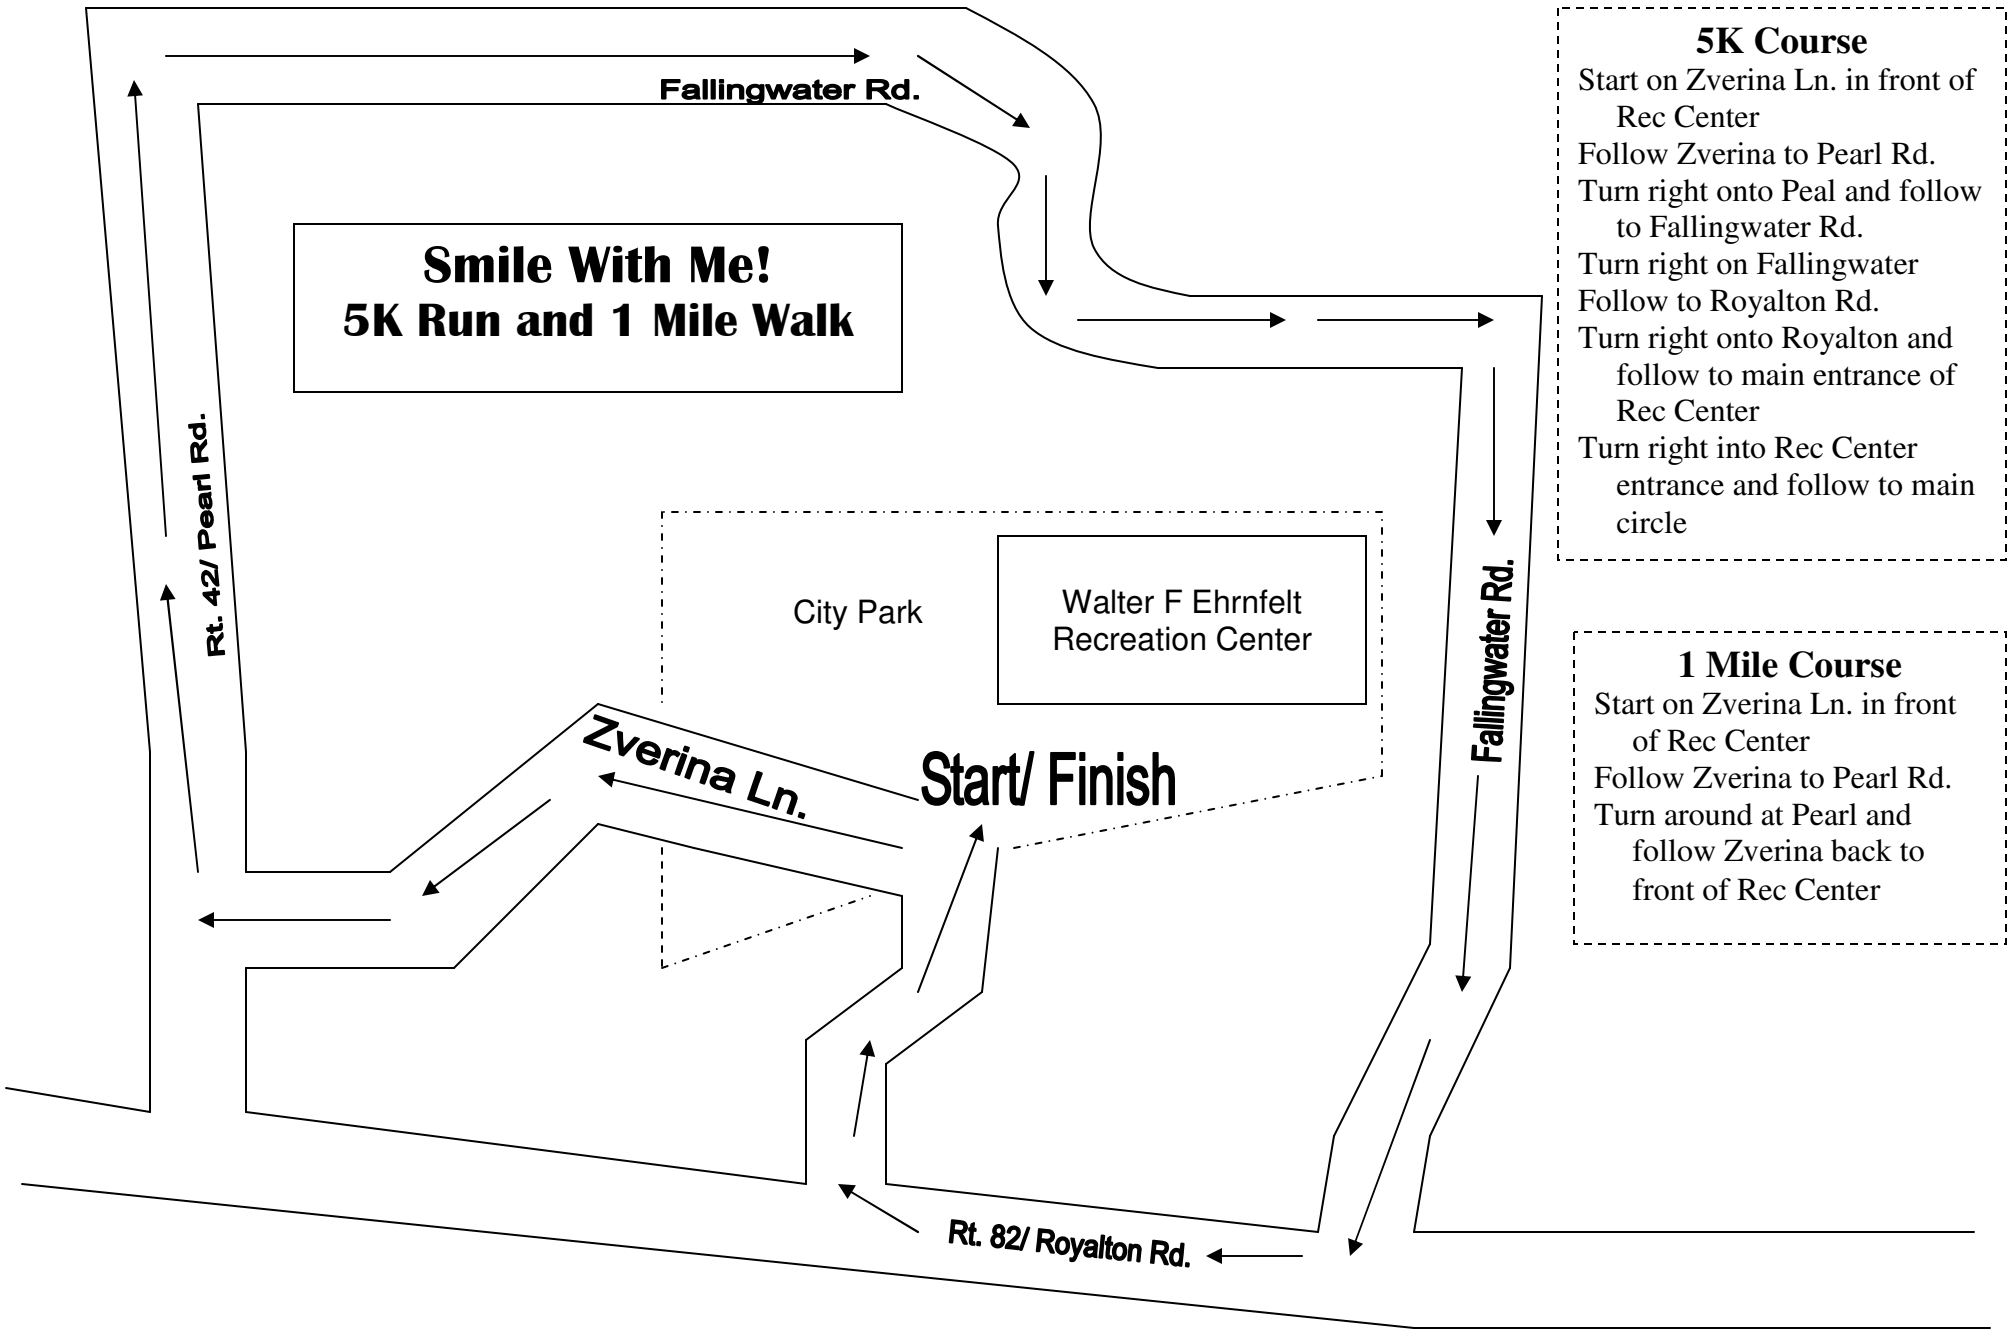 Fallingwater Rd.
Smile With Me!
5K Run and 1 Mile Walk
Rt. 42/ Pearl Rd.
City Park
Walter F Ehrnfelt
Recreation Center
Zverina Ln.
Start/ Finish
Fallingwater Rd.
Rt. 82/ Royalton Rd.
5K Course
Start on Zverina Ln. in front of
Rec Center
Follow Zverina to Pearl Rd.
Turn right onto Peal and follow
to Fallingwater Rd.
Turn right on Fallingwater
Follow to Royalton Rd.
Turn right onto Royalton and
follow to main entrance of
Rec Center
Turn right into Rec Center
entrance and follow to main
circle
1 Mile Course
Start on Zverina Ln. in front
of Rec Center
Follow Zverina to Pearl Rd.
Turn around at Pearl and
follow Zverina back to
front of Rec Center